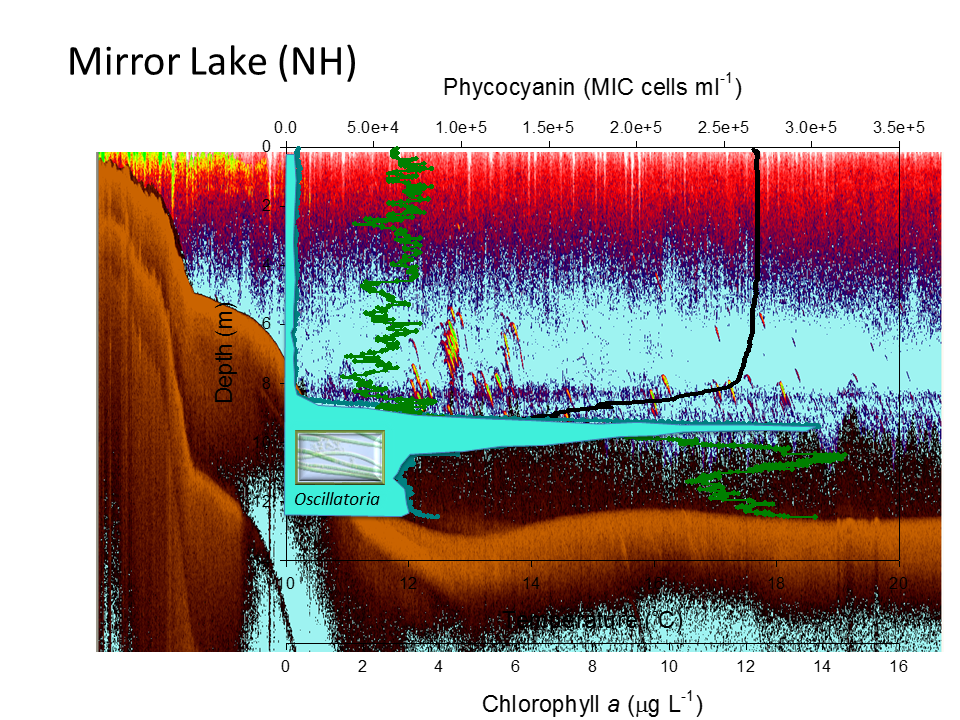 Mirror Lake (NH)
Phycocyanin (MIC cells ml-1)
0.0 5.0e+4 1.0e+5 1.5e+5 2.0e+5 2.5e+5 3.0e+5 3.5e+5
0
2
6
Depth (m)
8
Oscillatoria
12
10 12 14 18 20
Temperature ( C)
0 2 4 6 8 10 12 14 16
Chlorophyll a (µg L-1)